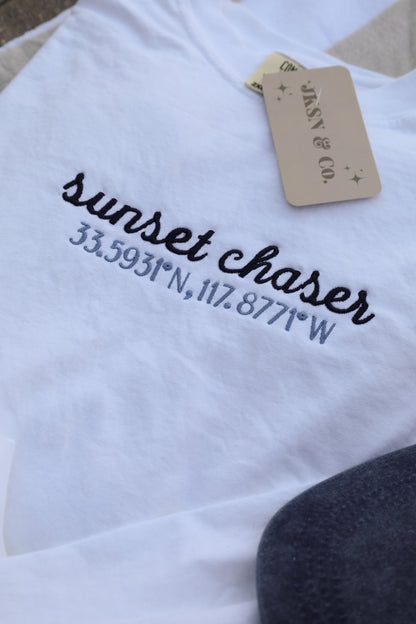 JKSN & Co.
sunset chaser
33.5931°N, 117.8771°W